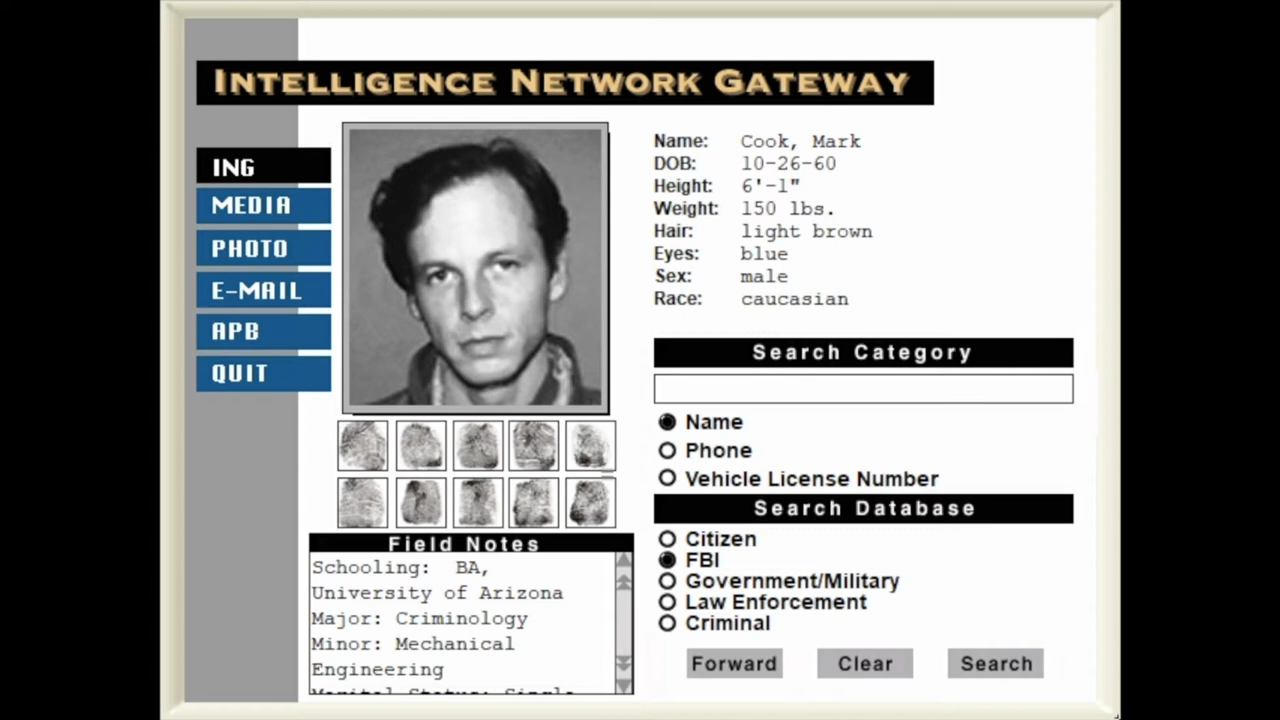 INTELLIGENCE NETWORK GATEWAY
ING
MEDIA
PHOTO
E-MAIL
APB
QUIT
Name: Cook, Mark
DOB: 10-26-60
Height: 6'-1"
Weight: 150 lbs.
Hair: light brown
Eyes: blue
Sex: male
Race: caucasian
Search Category
Name
Phone
Vehicle License Number
Search Database
Citizen
FBI
Government/Military
Law Enforcement
Criminal
Forward Clear Search
Field Notes
Schooling: BA,
University of Arizona
Major: Criminology
Minor: Mechanical
Engineering
Marital Status: Single